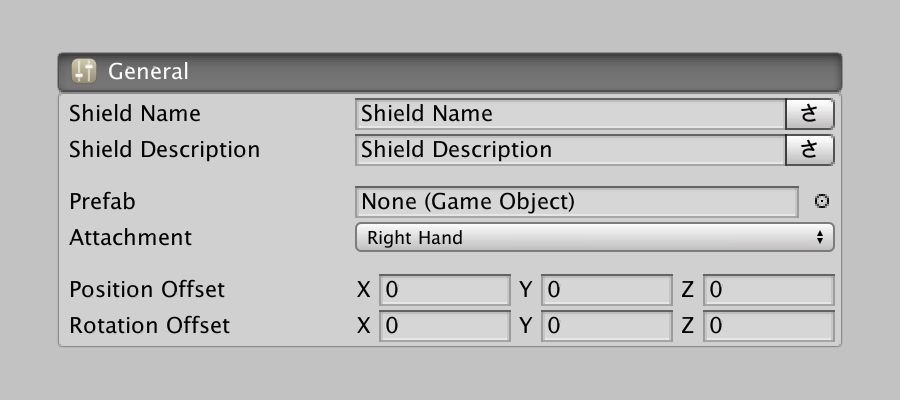 General
Shield Name Shield Name さ
Shield Description Shield Description さ
Prefab None (Game Object)
Attachment Right Hand
Position Offset X 0 Y 0 Z 0
Rotation Offset X 0 Y 0 Z 0